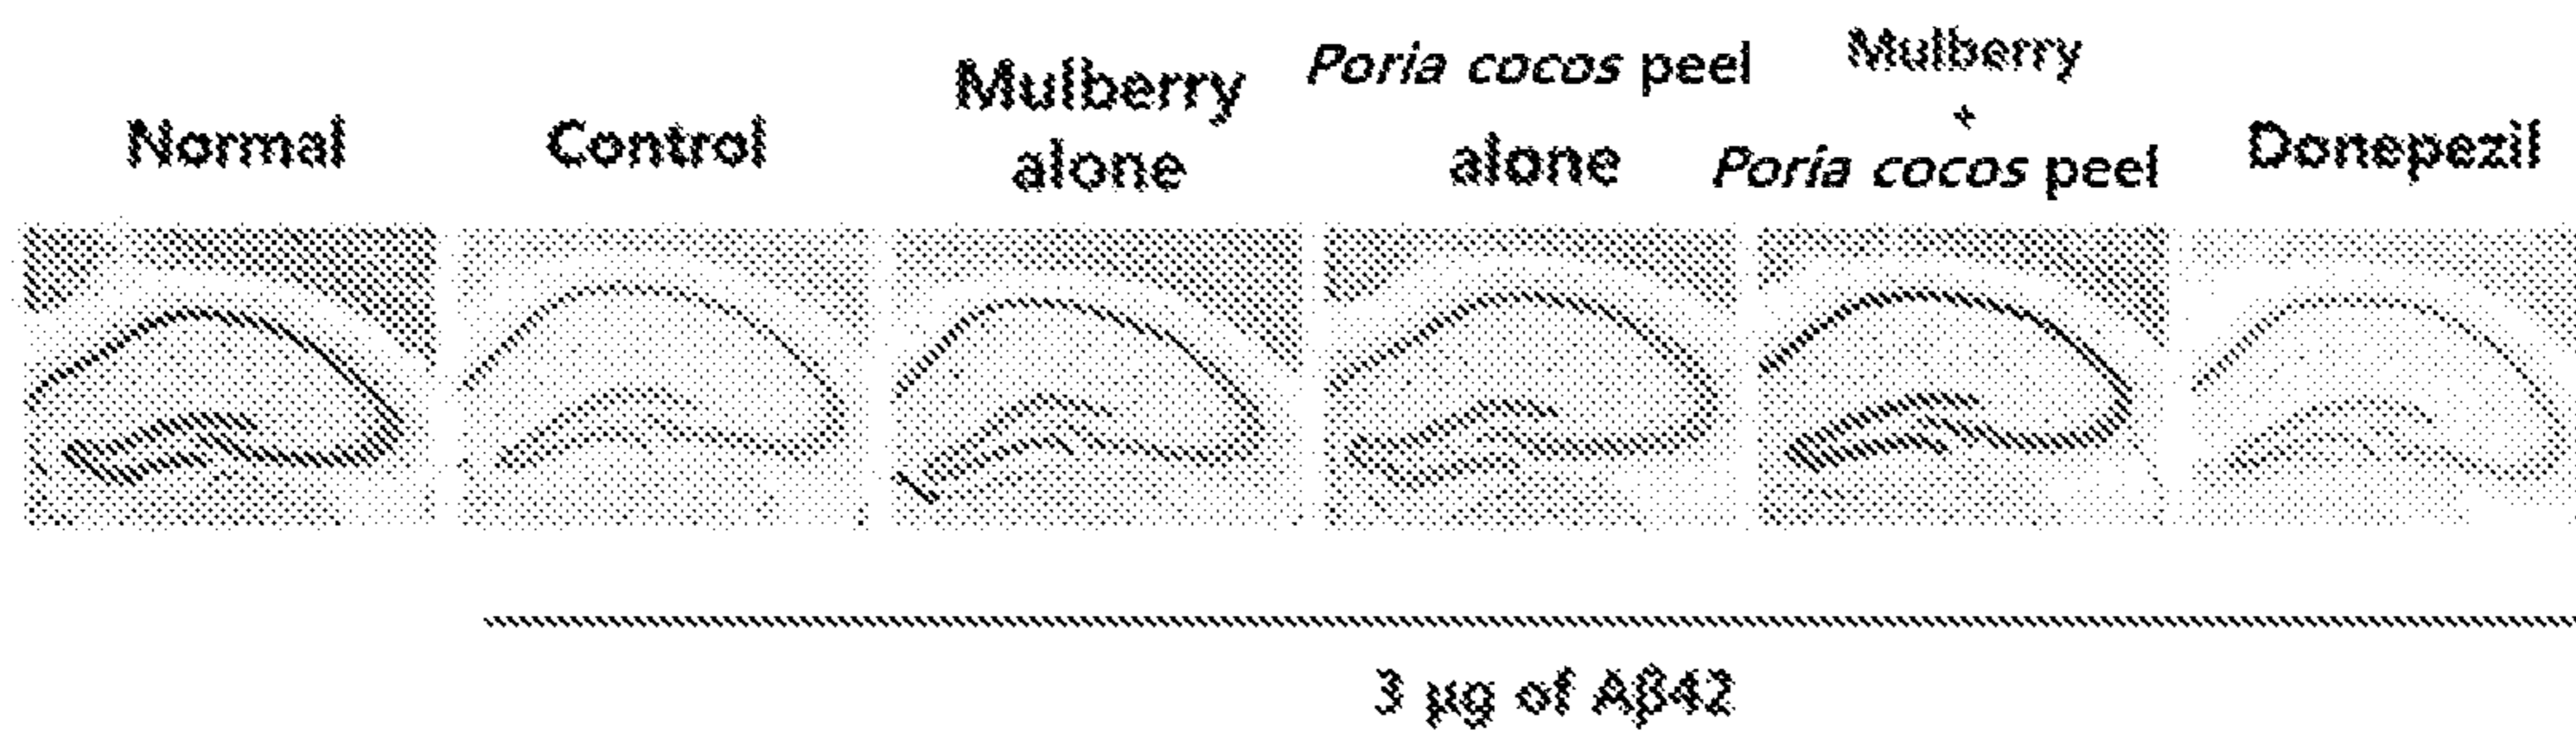 Normal
Control
Mulberry
alone
Poria cocos peel
alone
Mulberry
+
Poria cocos peel
Donepezil
3 μg of Aβ42